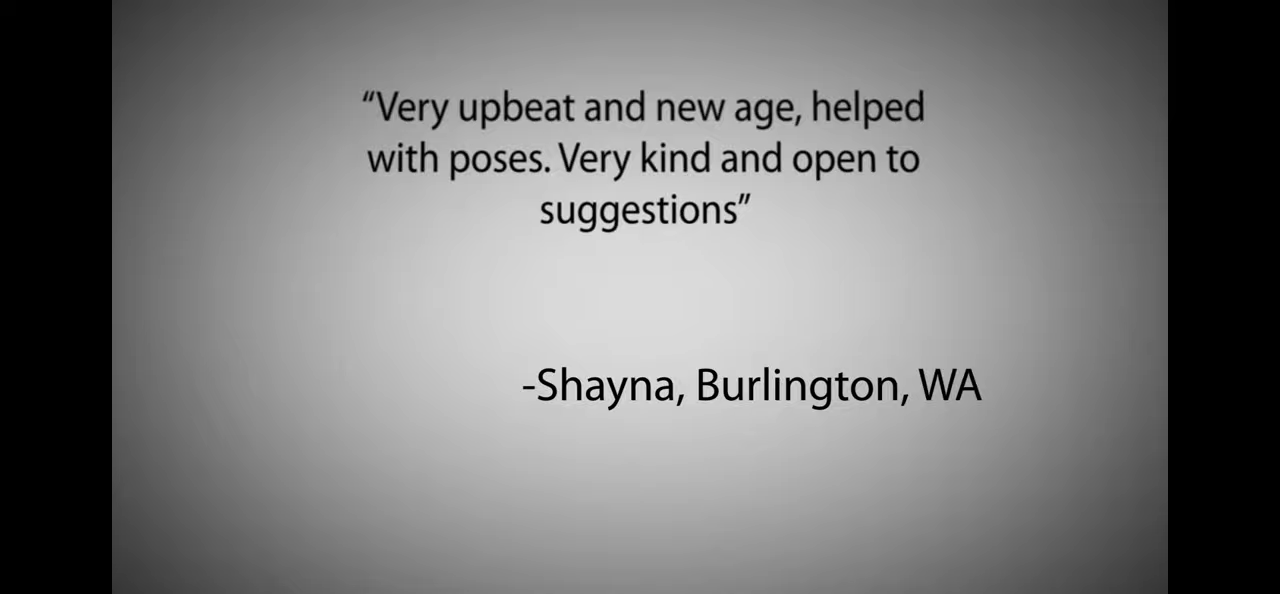 “Very upbeat and new age, helped
with poses. Very kind and open to
suggestions”
-Shayna, Burlington, WA